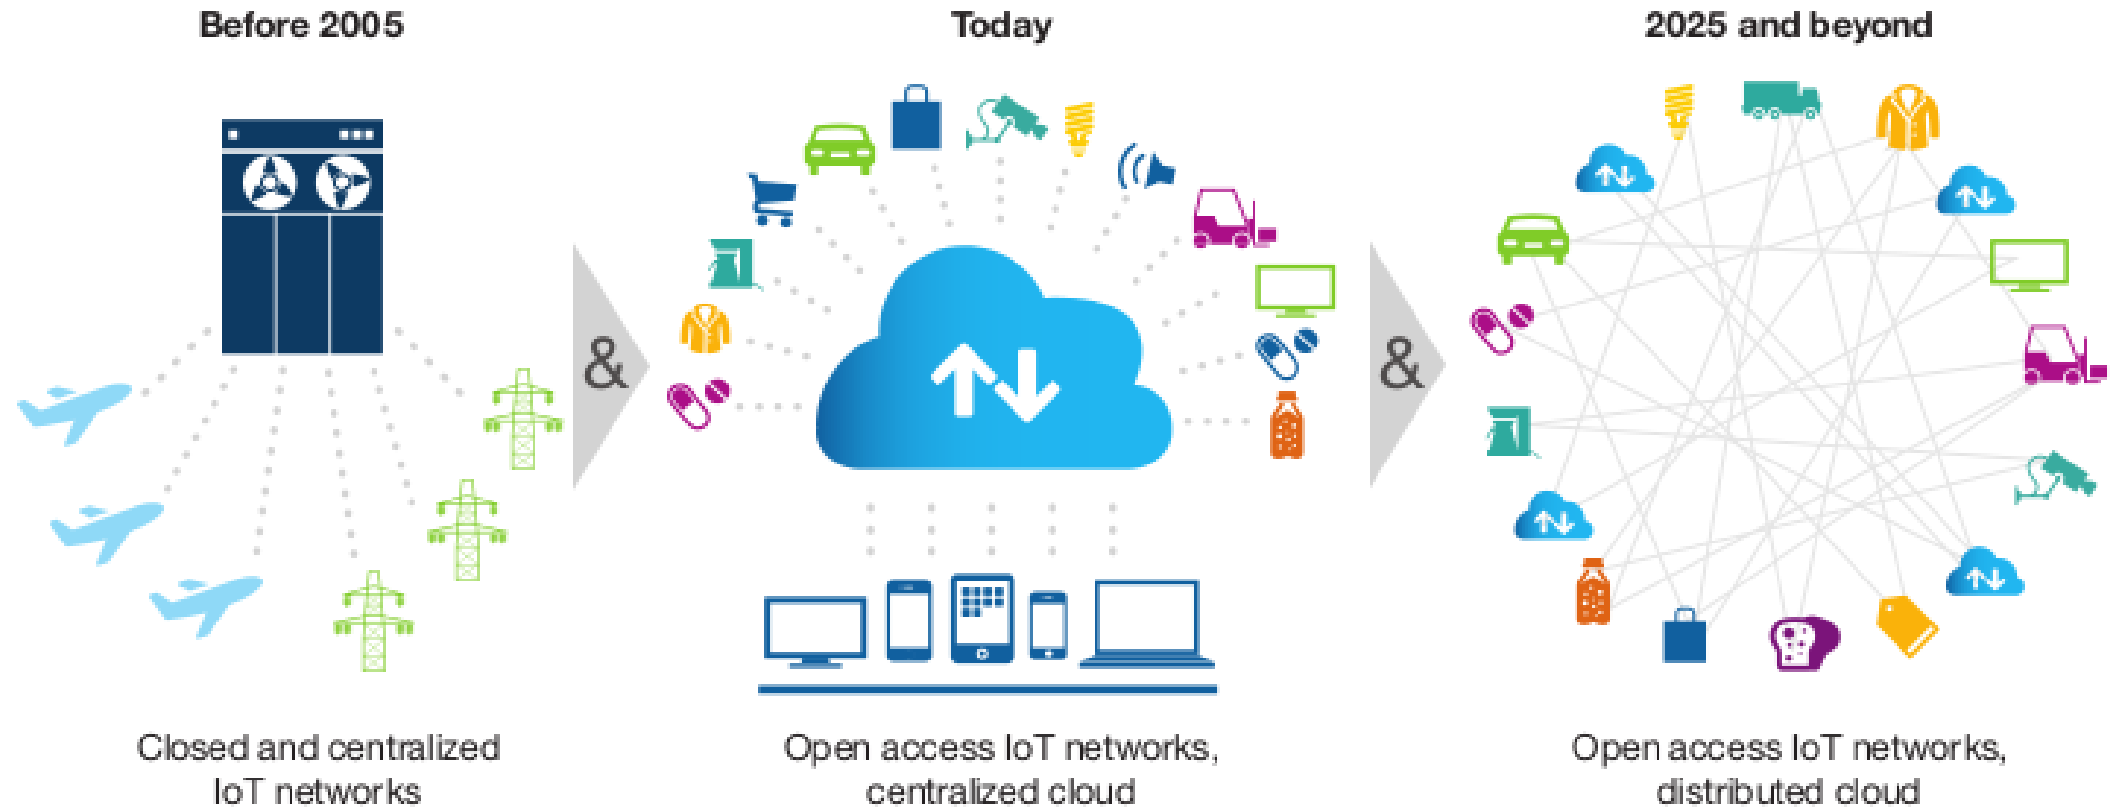 Before 2005
Today
2025 and beyond
&
&
Closed and centralized
IoT networks
Open access IoT networks,
centralized cloud
Open access IoT networks,
distributed cloud